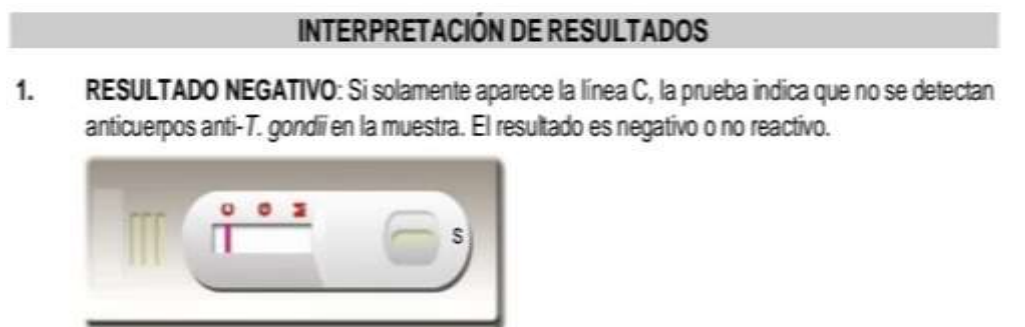 INTERPRETACIÓN DE RESULTADOS
1. RESULTADO NEGATIVO: Si solamente aparece la línea C, la prueba indica que no se detectan
anticuerpos anti-T. gondii en la muestra. El resultado es negativo o no reactivo.
C G M
S